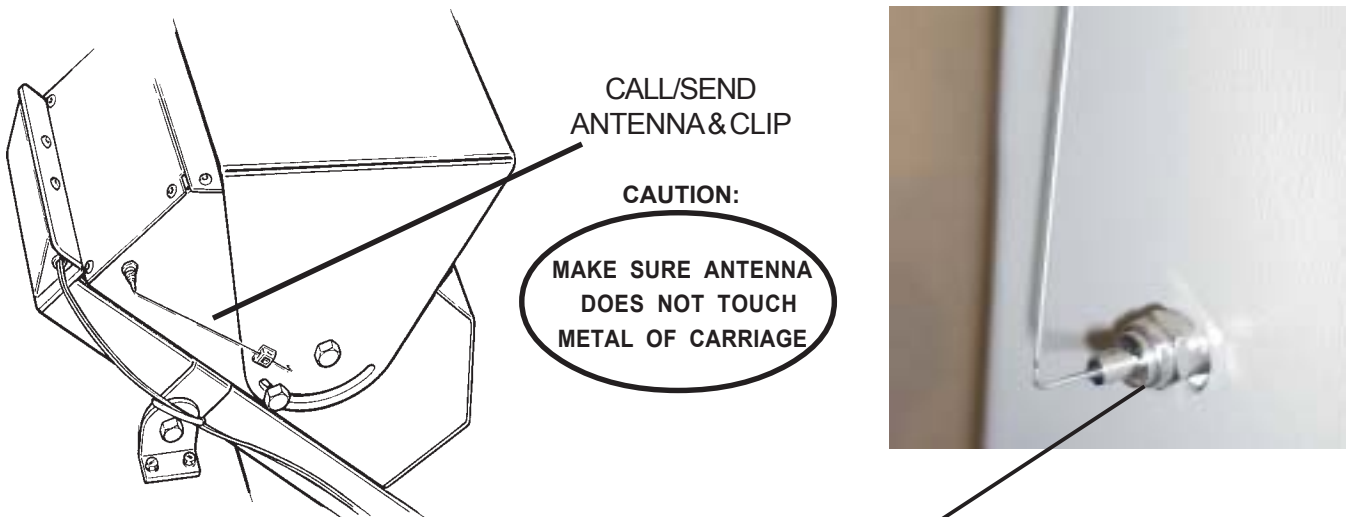 CALL/SEND
ANTENNA & CLIP
CAUTION:
MAKE SURE ANTENNA
DOES NOT TOUCH
METAL OF CARRIAGE